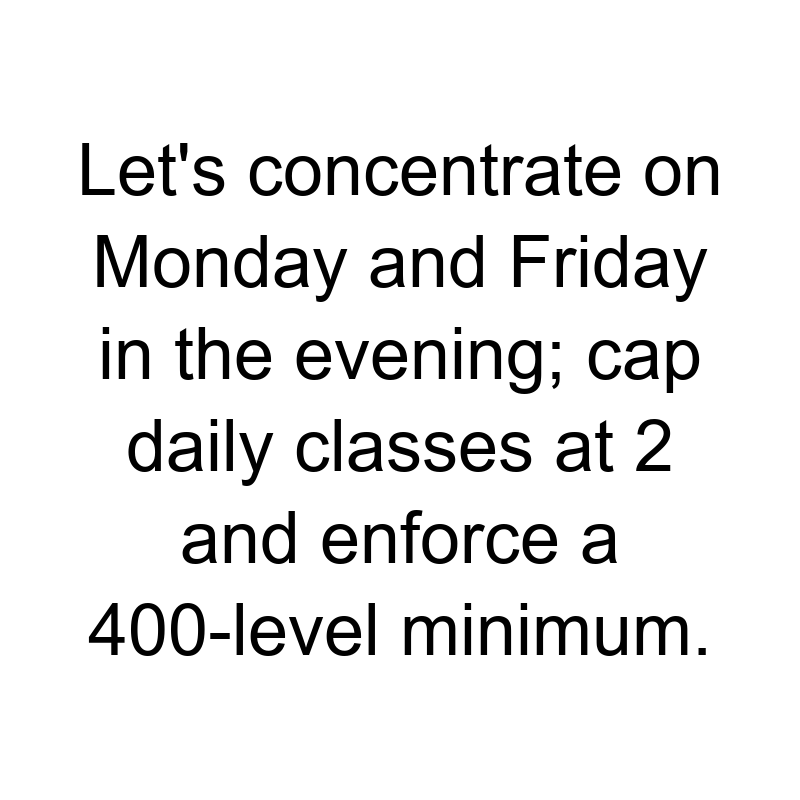 Let's concentrate on
Monday and Friday
in the evening; cap
daily classes at 2
and enforce a
400-level minimum.